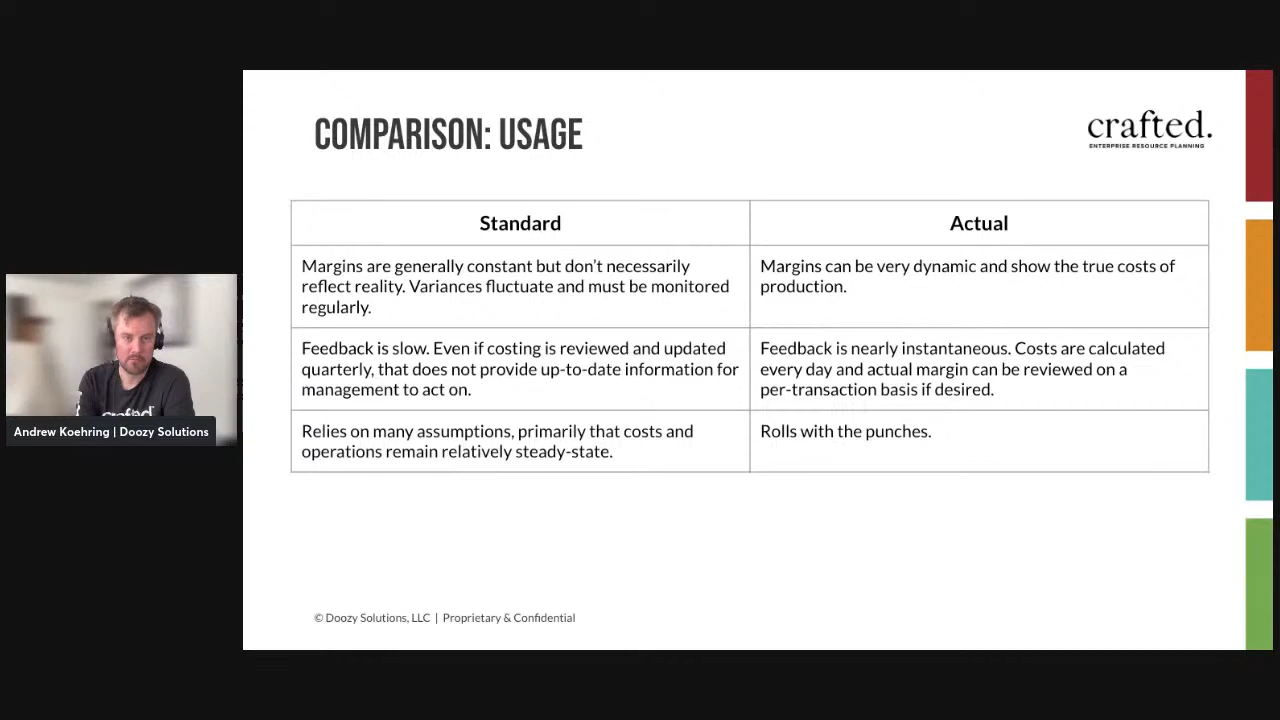 COMPARISON: USAGE
crafted.
ENTERPRISE RESOURCE PLANNING
Standard
Actual
Margins are generally constant but don't necessarily
reflect reality. Variances fluctuate and must be monitored
regularly.
Margins can be very dynamic and show the true costs of
production.
Feedback is slow. Even if costing is reviewed and updated
quarterly, that does not provide up-to-date information for
management to act on.
Feedback is nearly instantaneous. Costs are calculated
every day and actual margin can be reviewed on a
per-transaction basis if desired.
Relies on many assumptions, primarily that costs and
operations remain relatively steady-state.
Rolls with the punches.
crafted
Andrew Koehring | Doozy Solutions
© Doozy Solutions, LLC | Proprietary & Confidential